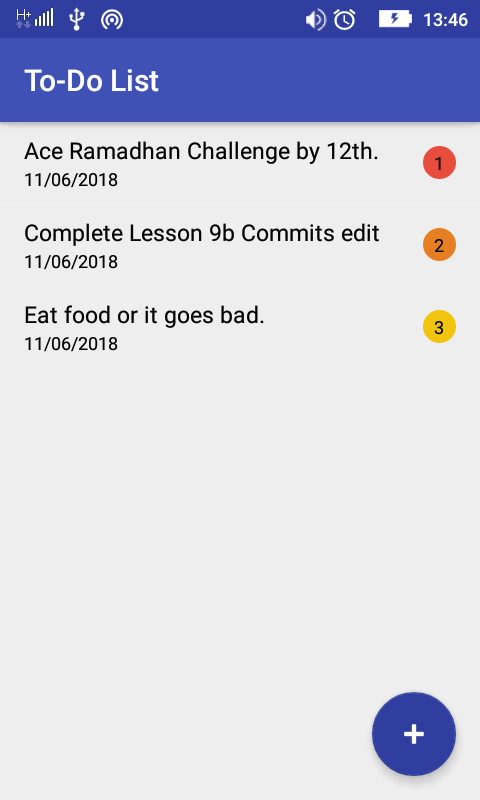 H+ 13:46
To-Do List
Ace Ramadhan Challenge by 12th.
11/06/2018
1
Complete Lesson 9b Commits edit
11/06/2018
2
Eat food or it goes bad.
11/06/2018
3
+